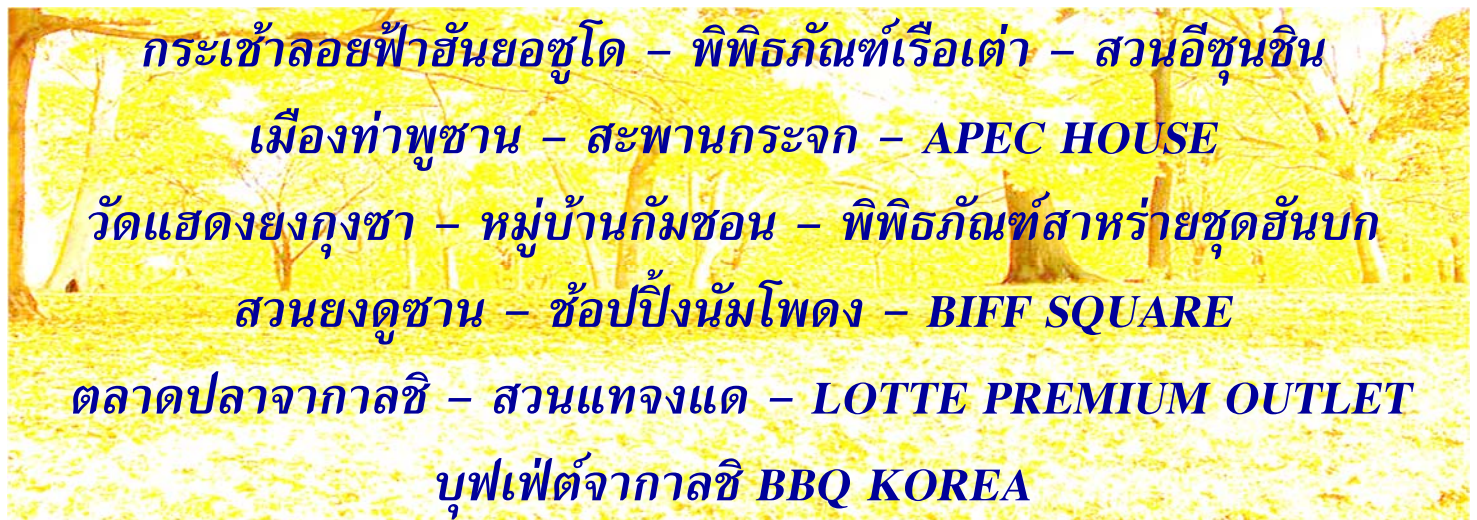 กระเช้าลอยฟ้าฮันยอซูโด – พิพิธภัณฑ์เรือเต่า – สวนอีซุนชิน
เมืองท่าพูซาน – สะพานกระจก – APEC HOUSE
วัดแฮดงยงกุงซา – หมู่บ้านกัมชอน – พิพิธภัณฑ์สาหร่ายชุดฮันบก
สวนยงดูซาน – ช้อปปิ้งนัมโพดง – BIFF SQUARE
ตลาดปลาจากาลชิ – สวนแทจงแด – LOTTE PREMIUM OUTLET
บุฟเฟ่ต์จากาลชิ BBQ KOREA